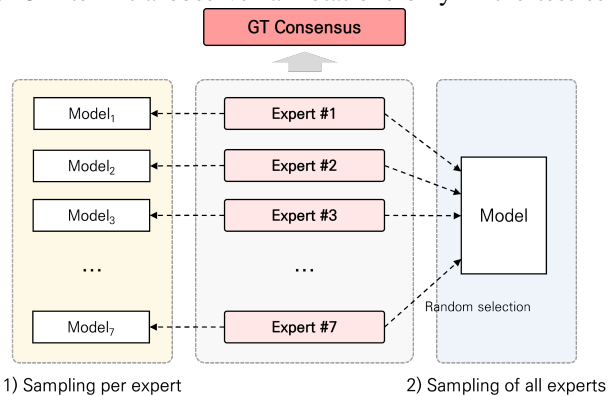 GT Consensus
Model1 Expert #1
Model2 Expert #2
Model3 Expert #3
Model
... ...
Random selection
Model7 Expert #7
1) Sampling per expert 2) Sampling of all experts